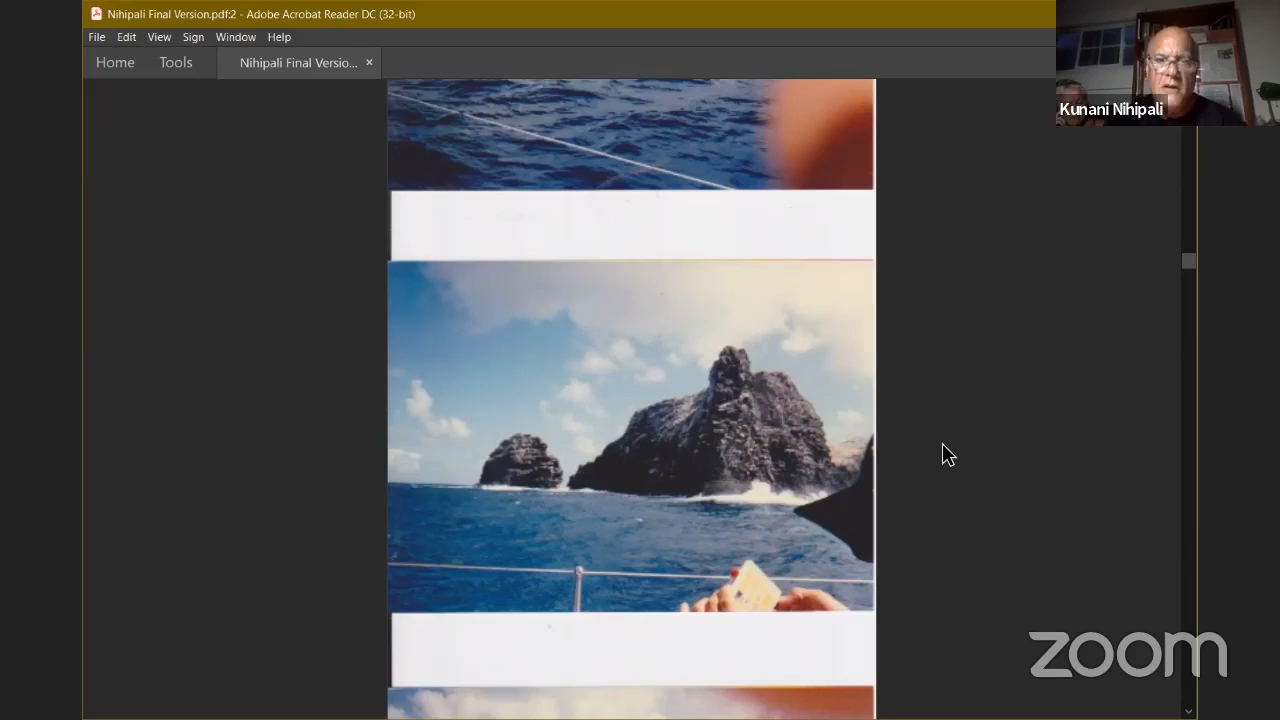 Nihipali Final Version.pdf:2 - Adobe Acrobat Reader DC (32-bit)
File Edit View Sign Window Help
Home Tools Nihipali Final Versio... ×
Kunani Nihipali
zoom